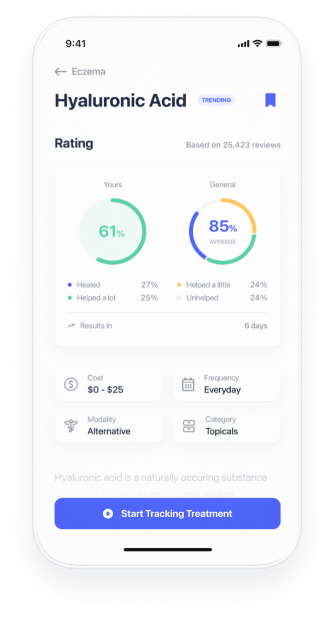 9:41
Eczema
Hyaluronic Acid TRENDING
Rating Based on 25,423 reviews
Yours General
61% 85%
AVERAGE
Healed 27% Helped a little 24%
Helped a lot 25% Unhelped 24%
Results in 6 days
Cost Frequency
$0 - $25 Everyday
Modality Category
Alternative Topicals
Hyaluronic acid is a naturally occuring substance
Start Tracking Treatment